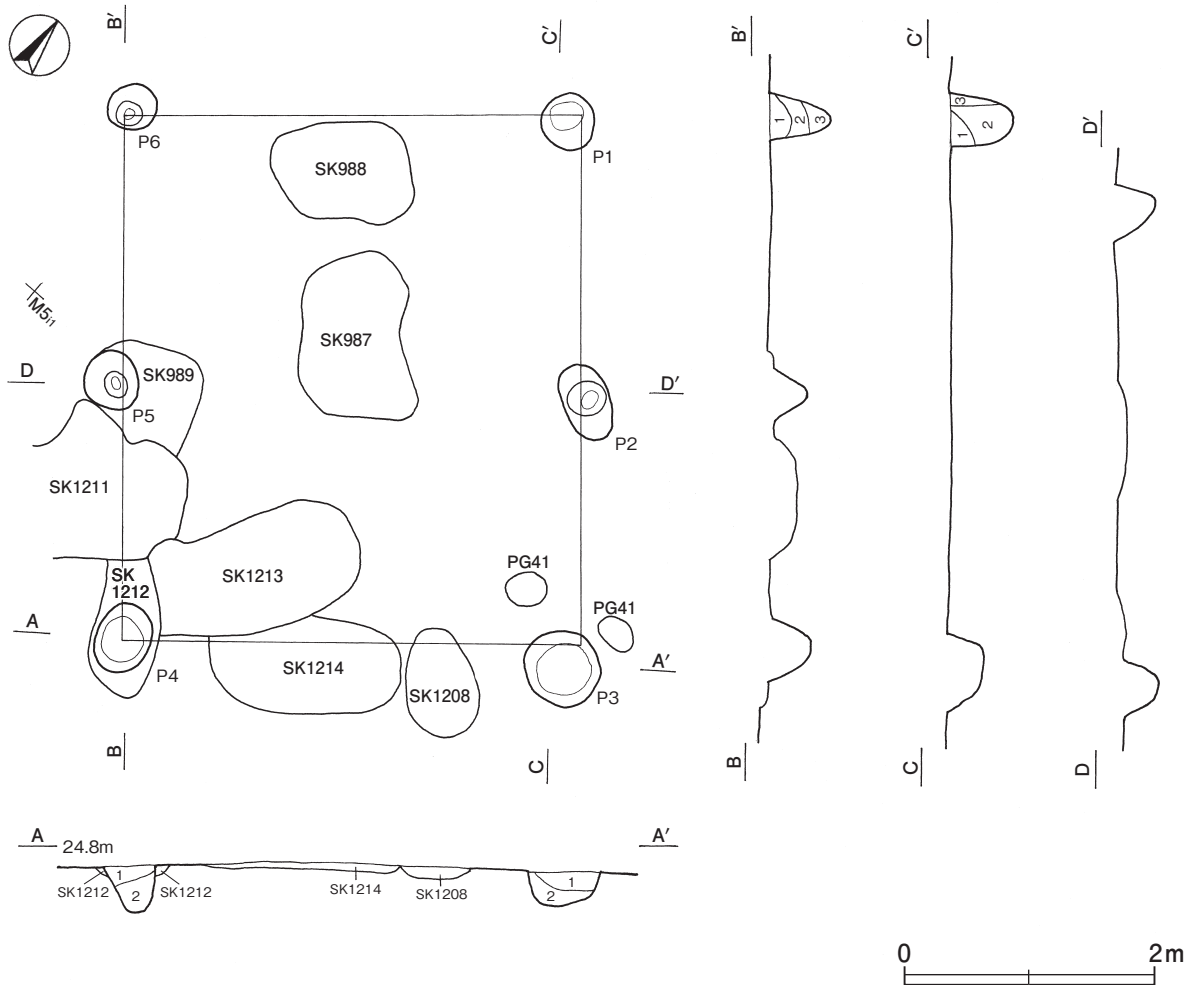 B′
C′
B′
C′
D′
P6
P1
SK988
1
2
3
3
1
2
M5i1
SK987
D
SK989
D′
P5
P2
SK1211
SK
1212
SK1213
PG41
PG41
A
A′
P4
SK1214
SK1208
P3
B
C
B
C
D
A 24.8m
A′
1
2
SK1212
SK1212
SK1214
SK1208
1
2
0
2m